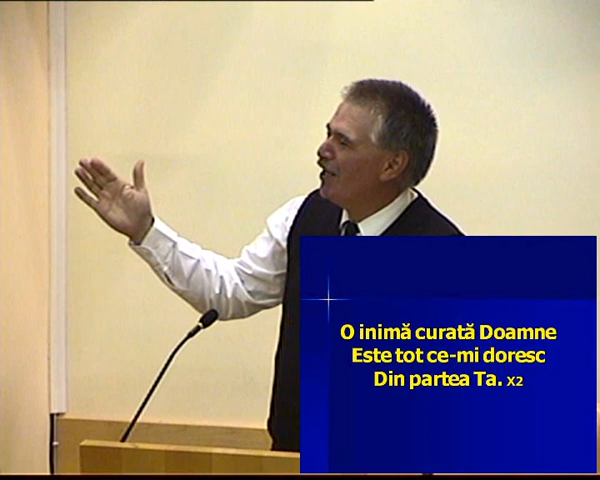 O inimă curată Doamne
Este tot ce-mi doresc
Din partea Ta. X2